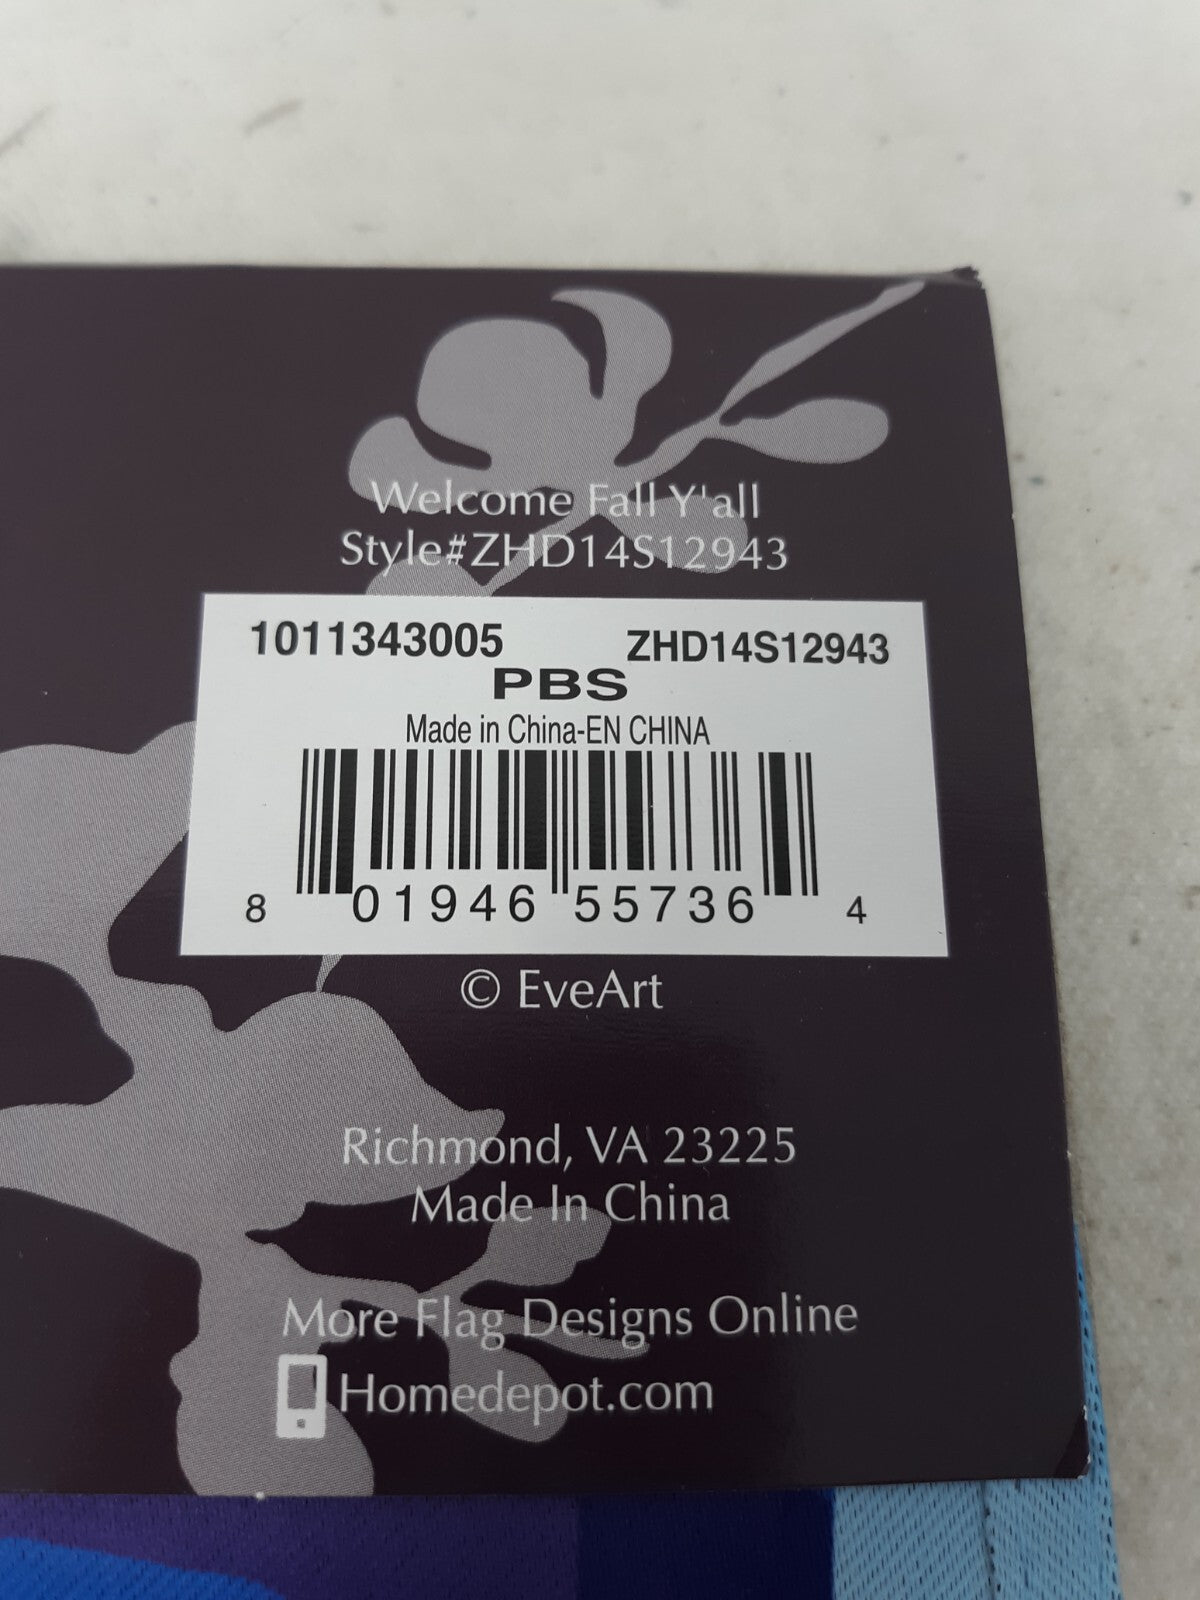 Welcome Fall Y'all
Style#ZHD14S12943
1011343005 ZHD14S12943
PBS
Made in China-EN CHINA
8 01946 55736 4
© EveArt
Richmond, VA 23225
Made In China
More Flag Designs Online
Homedepot.com